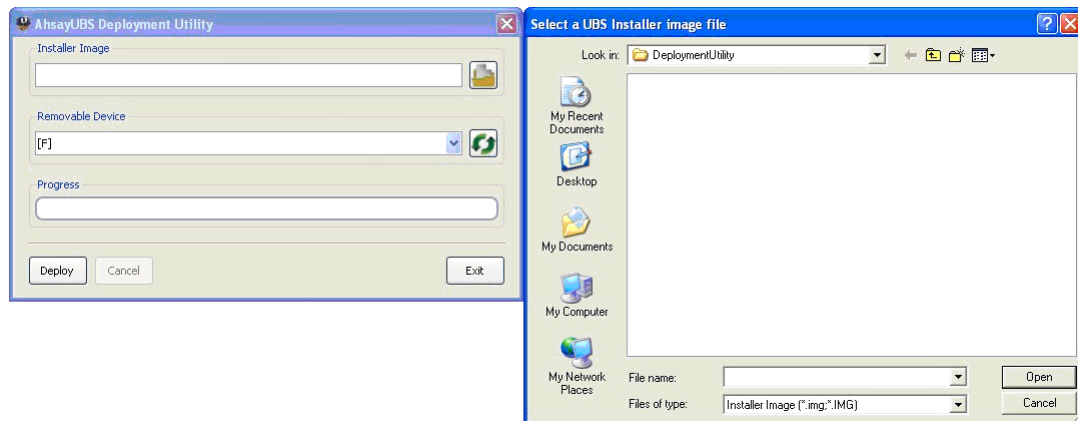 AhsayUBS Deployment Utility
Installer Image
Removable Device
[F]
Progress
Deploy
Cancel
Exit
Select a UBS Installer image file
Look in:
DeploymentUtility
My Recent
Documents
Desktop
My Documents
My Computer
My Network
Places
File name:
Open
Files of type:
Installer Image (*.img;*.IMG)
Cancel